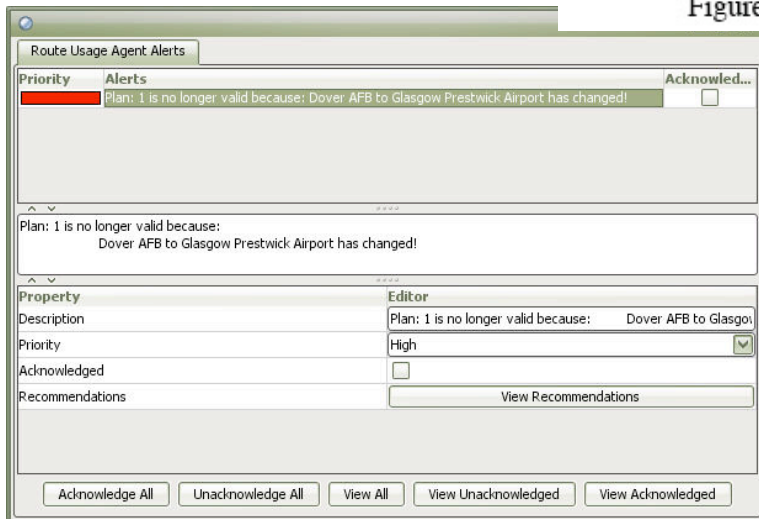 Figure
Route Usage Agent Alerts
Priority Alerts Acknowled...
Plan: 1 is no longer valid because: Dover AFB to Glasgow Prestwick Airport has changed!
Plan: 1 is no longer valid because:
Dover AFB to Glasgow Prestwick Airport has changed!
Property Editor
Description Plan: 1 is no longer valid because: Dover AFB to Glasgow
Priority High
Acknowledged
Recommendations View Recommendations
Acknowledge All Unacknowledge All View All View Unacknowledged View Acknowledged